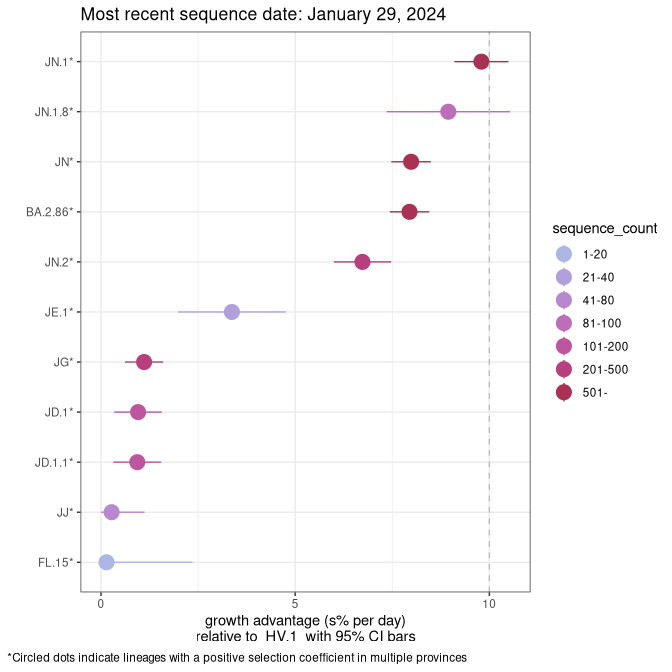 Most recent sequence date: January 29, 2024
JN.1*
JN.1.8*
JN*
BA.2.86*
JN.2*
JE.1*
JG*
JD.1*
JD.1.1*
JJ*
FL.15*
0 5 10
growth advantage (s% per day)
relative to HV.1 with 95% CI bars
sequence_count
1-20
21-40
41-80
81-100
101-200
201-500
501-
*Circled dots indicate lineages with a positive selection coefficient in multiple provinces